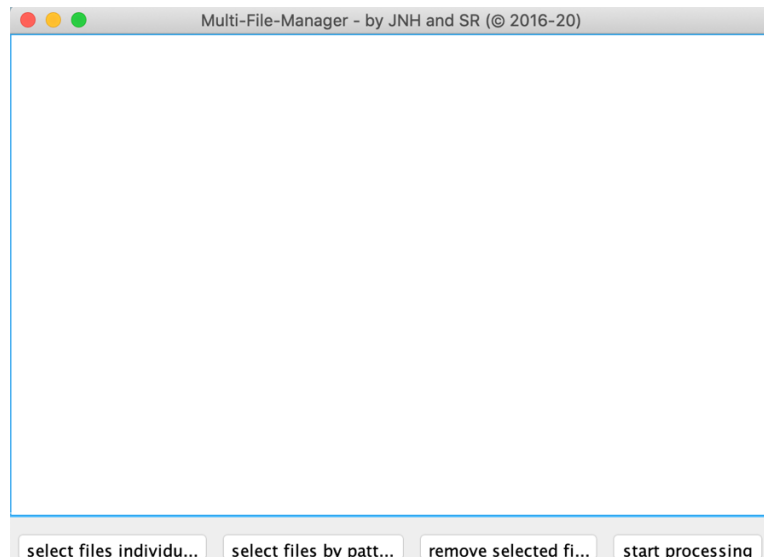 Multi-File-Manager - by JNH and SR (© 2016-20)
select files individu... select files by patt... remove selected fi... start processing